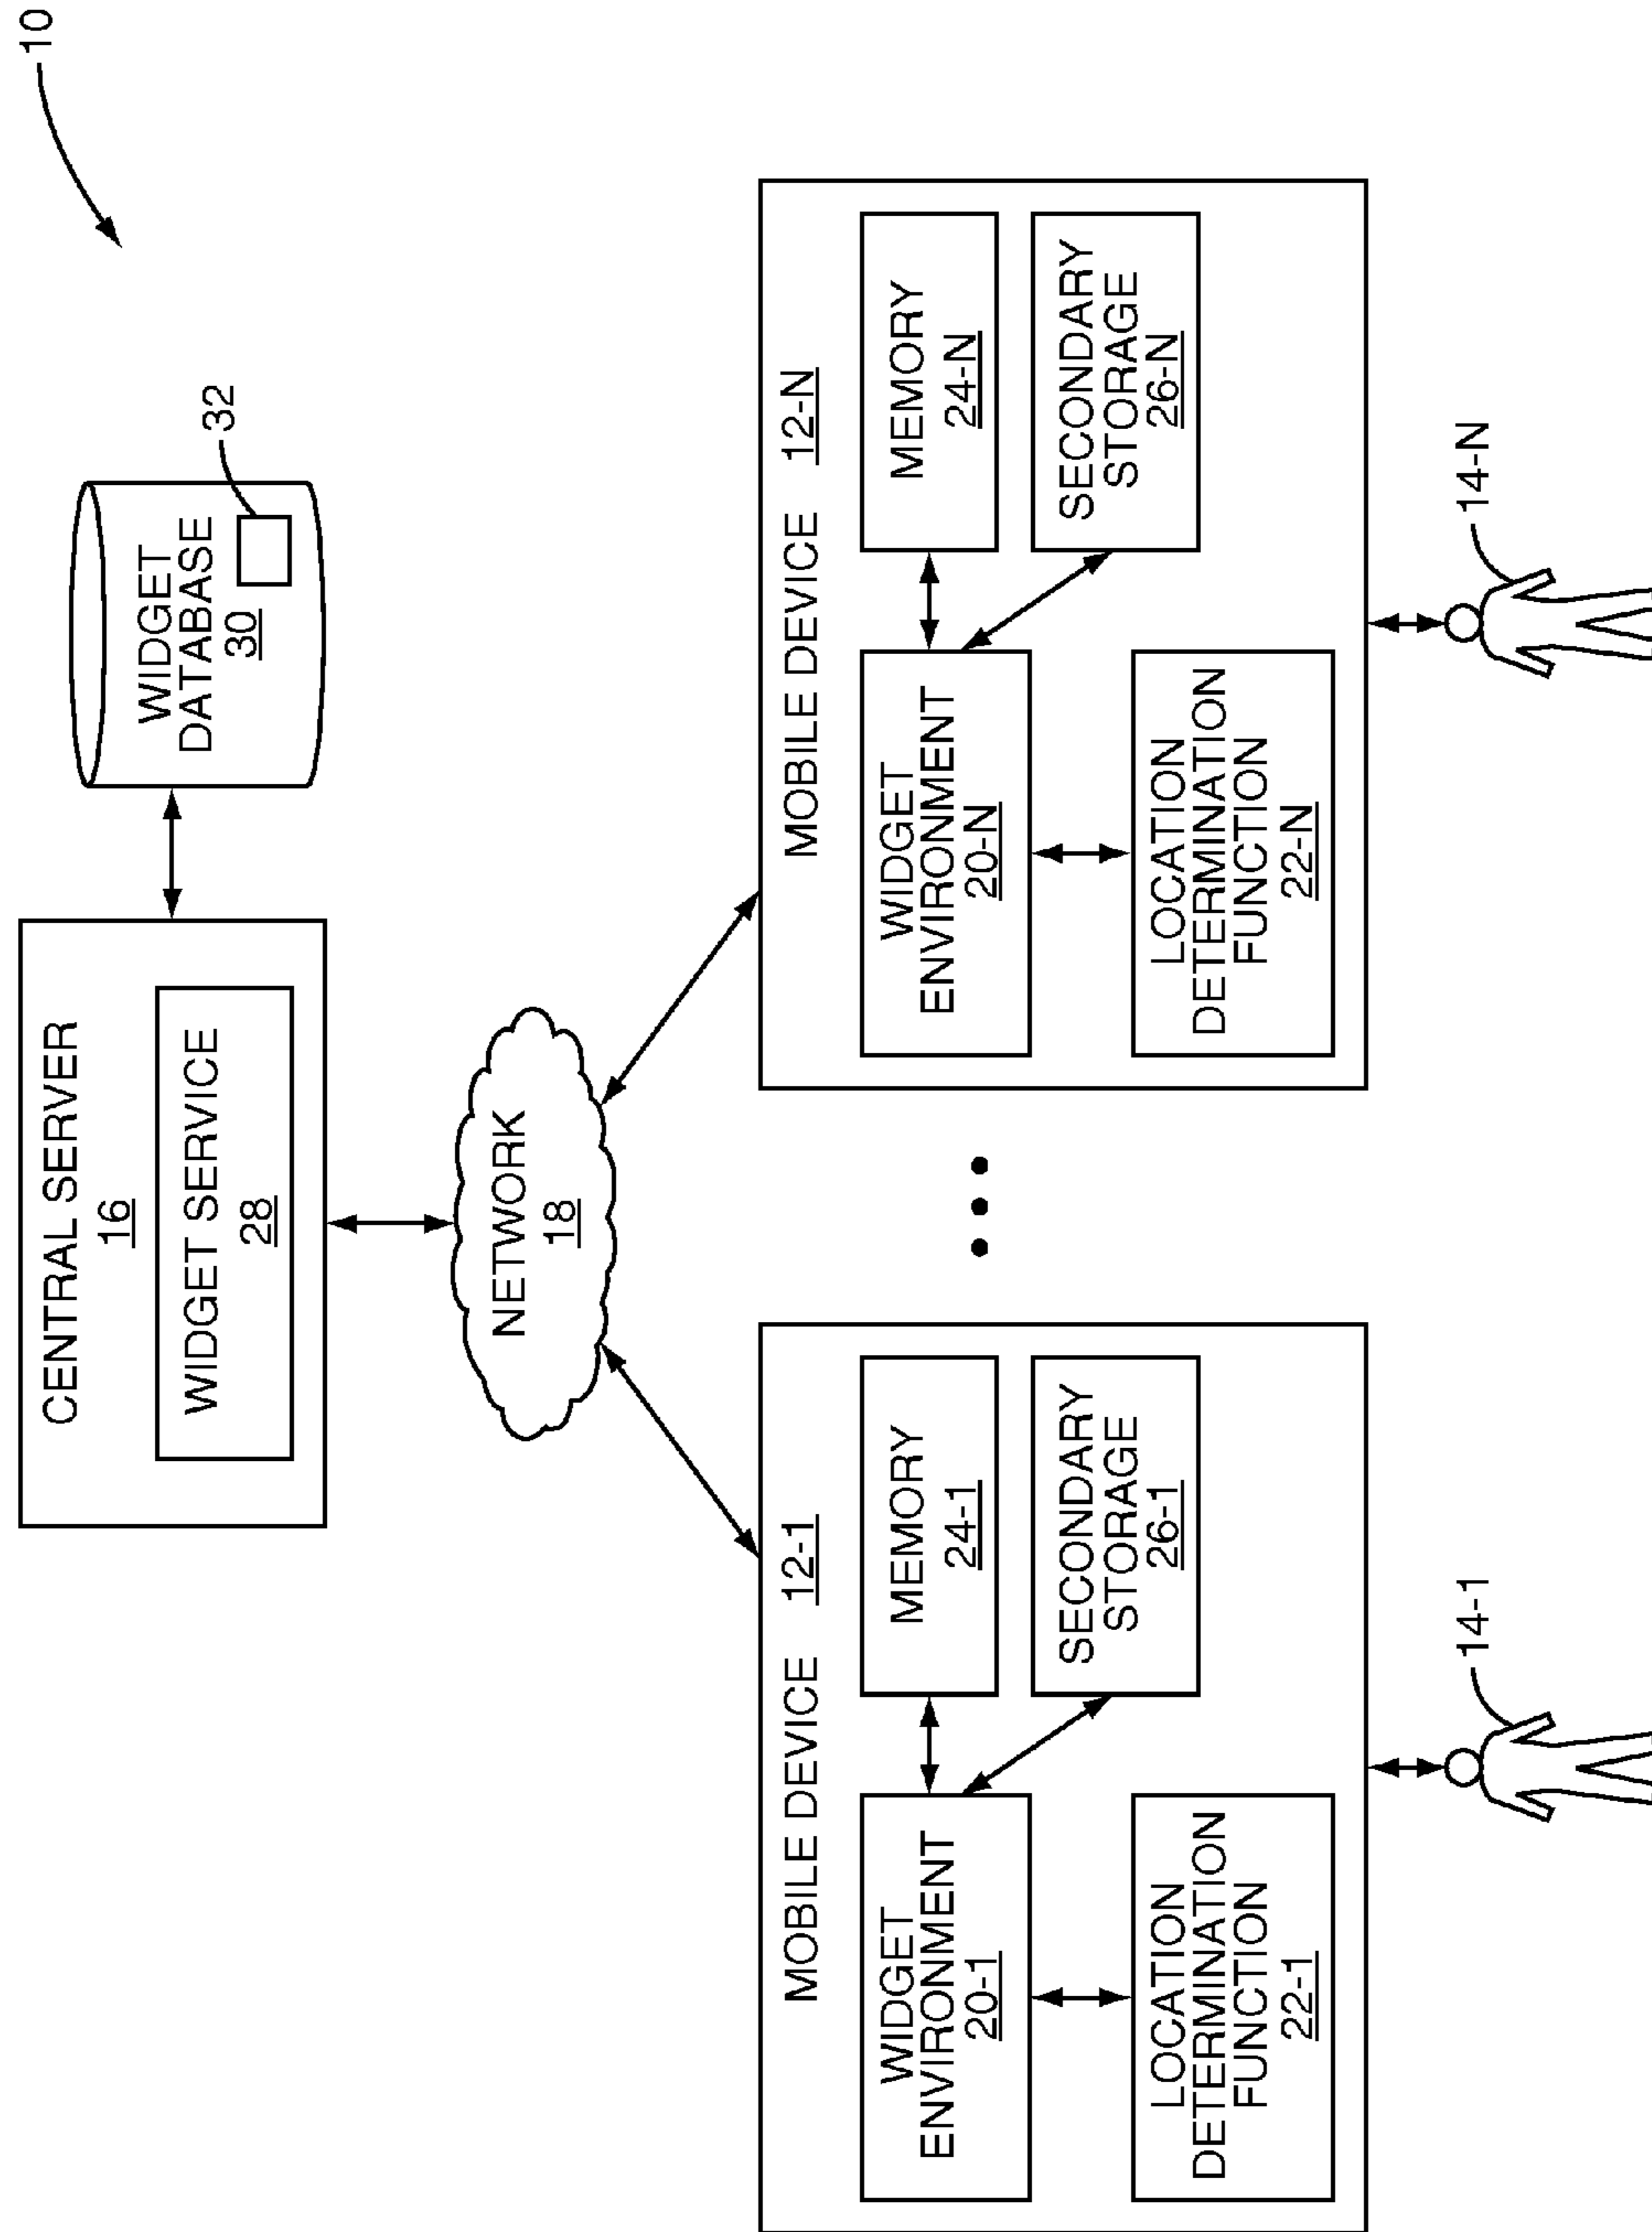 10
CENTRAL SERVER
16
WIDGET SERVICE
28
WIDGET
DATABASE
30
32
NETWORK
18
MOBILE DEVICE 12-1
WIDGET
ENVIRONMENT
20-1
MEMORY
24-1
LOCATION
DETERMINATION
FUNCTION
22-1
SECONDARY
STORAGE
26-1
14-1
MOBILE DEVICE 12-N
WIDGET
ENVIRONMENT
20-N
MEMORY
24-N
LOCATION
DETERMINATION
FUNCTION
22-N
SECONDARY
STORAGE
26-N
14-N